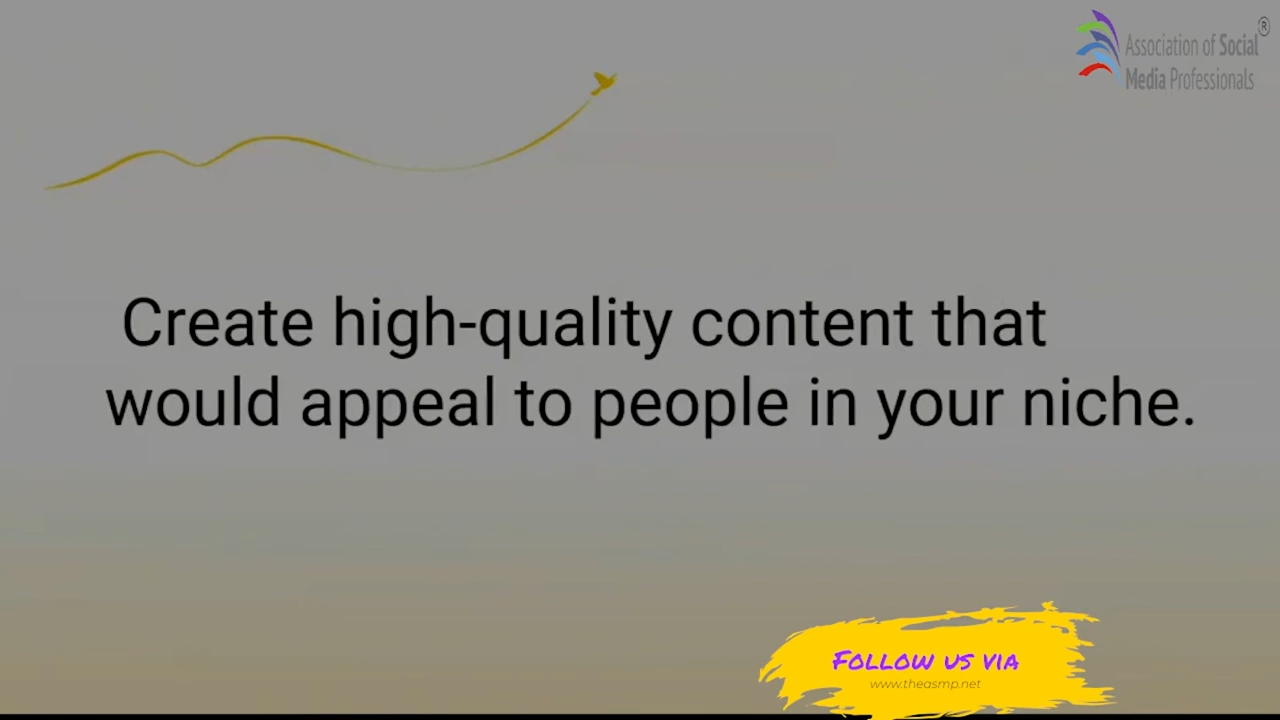 Association of Social ®
Media Professionals
Create high-quality content that
would appeal to people in your niche.
Follow us via
www.theasmp.net